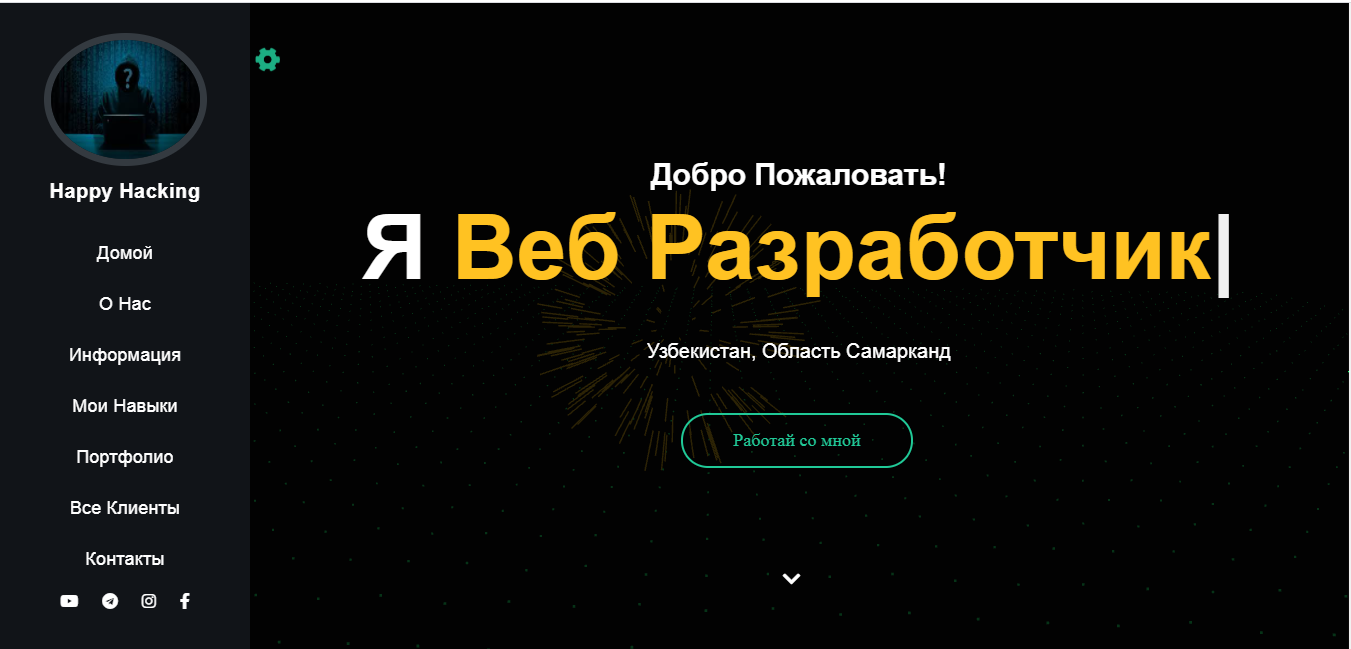 Happy Hacking
Домой
О Нас
Информация
Мои Навыки
Портфолио
Все Клиенты
Контакты
Добро Пожаловать!
Я Веб Разработчик|
Узбекистан, Область Самарканд
Работай со мной